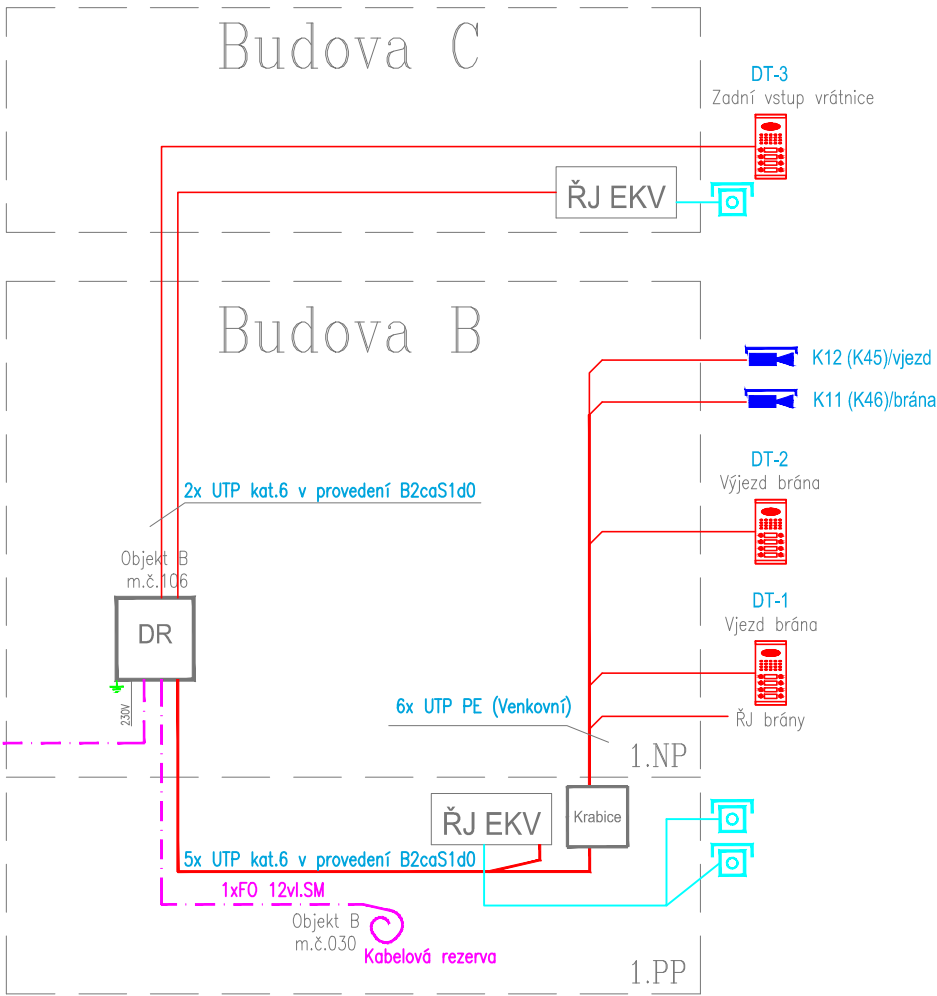 Budova C
DT-3
Zadní vstup vrátnice
ŘJ EKV
Budova B
K12 (K45)/vjezd
K11 (K46)/brána
DT-2
Výjezd brána
2x UTP kat.6 v provedení B2caS1d0
Objekt B
m.č.106
DR
DT-1
Vjezd brána
230V
6x UTP PE (Venkovní)
ŘJ brány
1.NP
ŘJ EKV
Krabice
5x UTP kat.6 v provedení B2caS1d0
1xFO 12vl.SM
Objekt B
m.č.030
Kabelová rezerva
1.PP